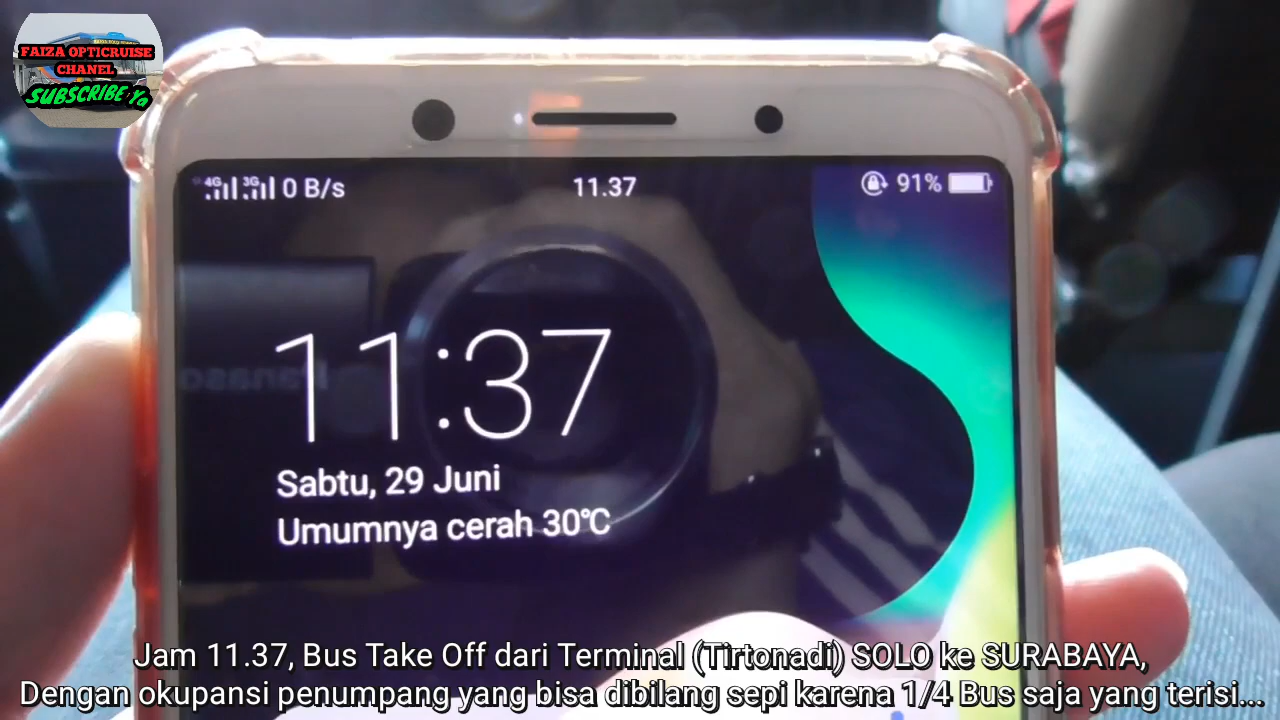 FAIZA OPTICRUISE
CHANEL
SUBSCRIBE Ya
4G 3G 0 B/s 11.37 91%
11:37
Sabtu, 29 Juni
Umumnya cerah 30°C
Jam 11.37, Bus Take Off dari Terminal (Tirtonadi) SOLO ke SURABAYA,
Dengan okupansi penumpang yang bisa dibilang sepi karena 1/4 Bus saja yang terisi...